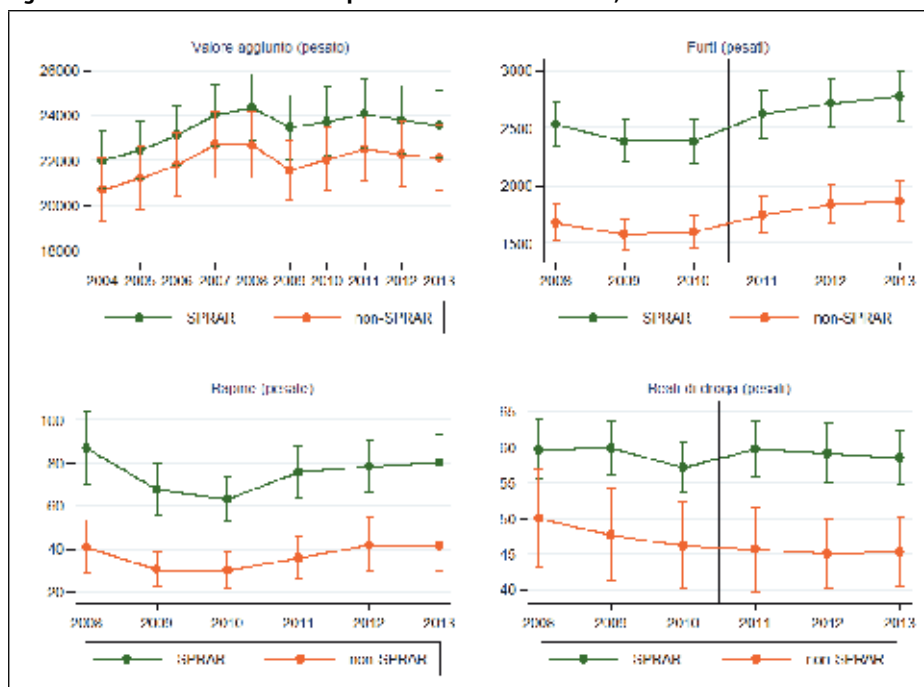 Valore aggiunto (pesato)
26000
24000
22000
20000
18000
2004 2005 2006 2007 2008 2009 2010 2011 2012 2013
SPRAR non-SPRAR
Furti (pesati)
3000
2500
2000
1500
2008 2009 2010 2011 2012 2013
SPRAR non-SPRAR
Rapine (pesate)
100
80
60
40
20
2008 2009 2010 2011 2012 2013
SPRAR non-SPRAR
Reati di droga (pesati)
65
60
55
50
45
40
2008 2009 2010 2011 2012 2013
SPRAR non-SPRAR